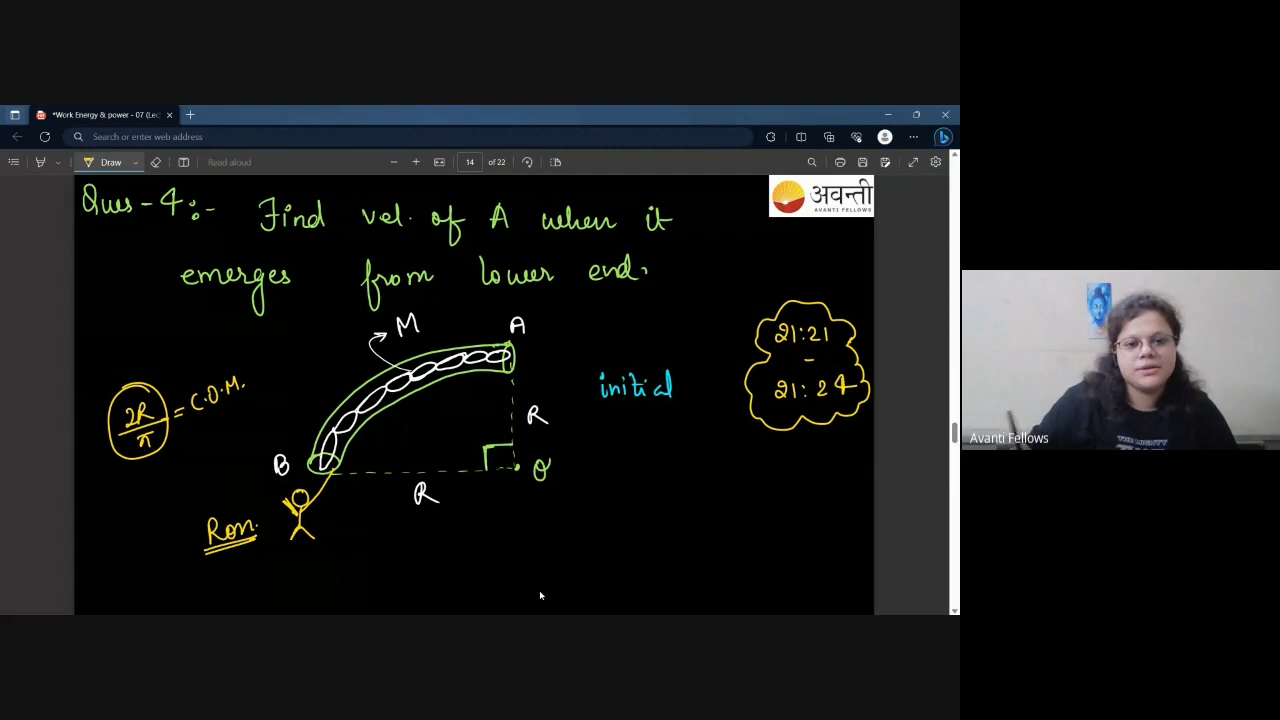 *Work Energy & power - 07 (Lec
Search or enter web address
Draw
Read aloud
14 of 22
Ques - 4 :- Find vel. of A when it
emerges from lower end.
अवन्ती
AVANTI FELLOWS
M
A
21:21
-
21:24
initial
2R/π = C.O.M.
R
B
O
R
Ron.
THE MIGHTY
Avanti Fellows